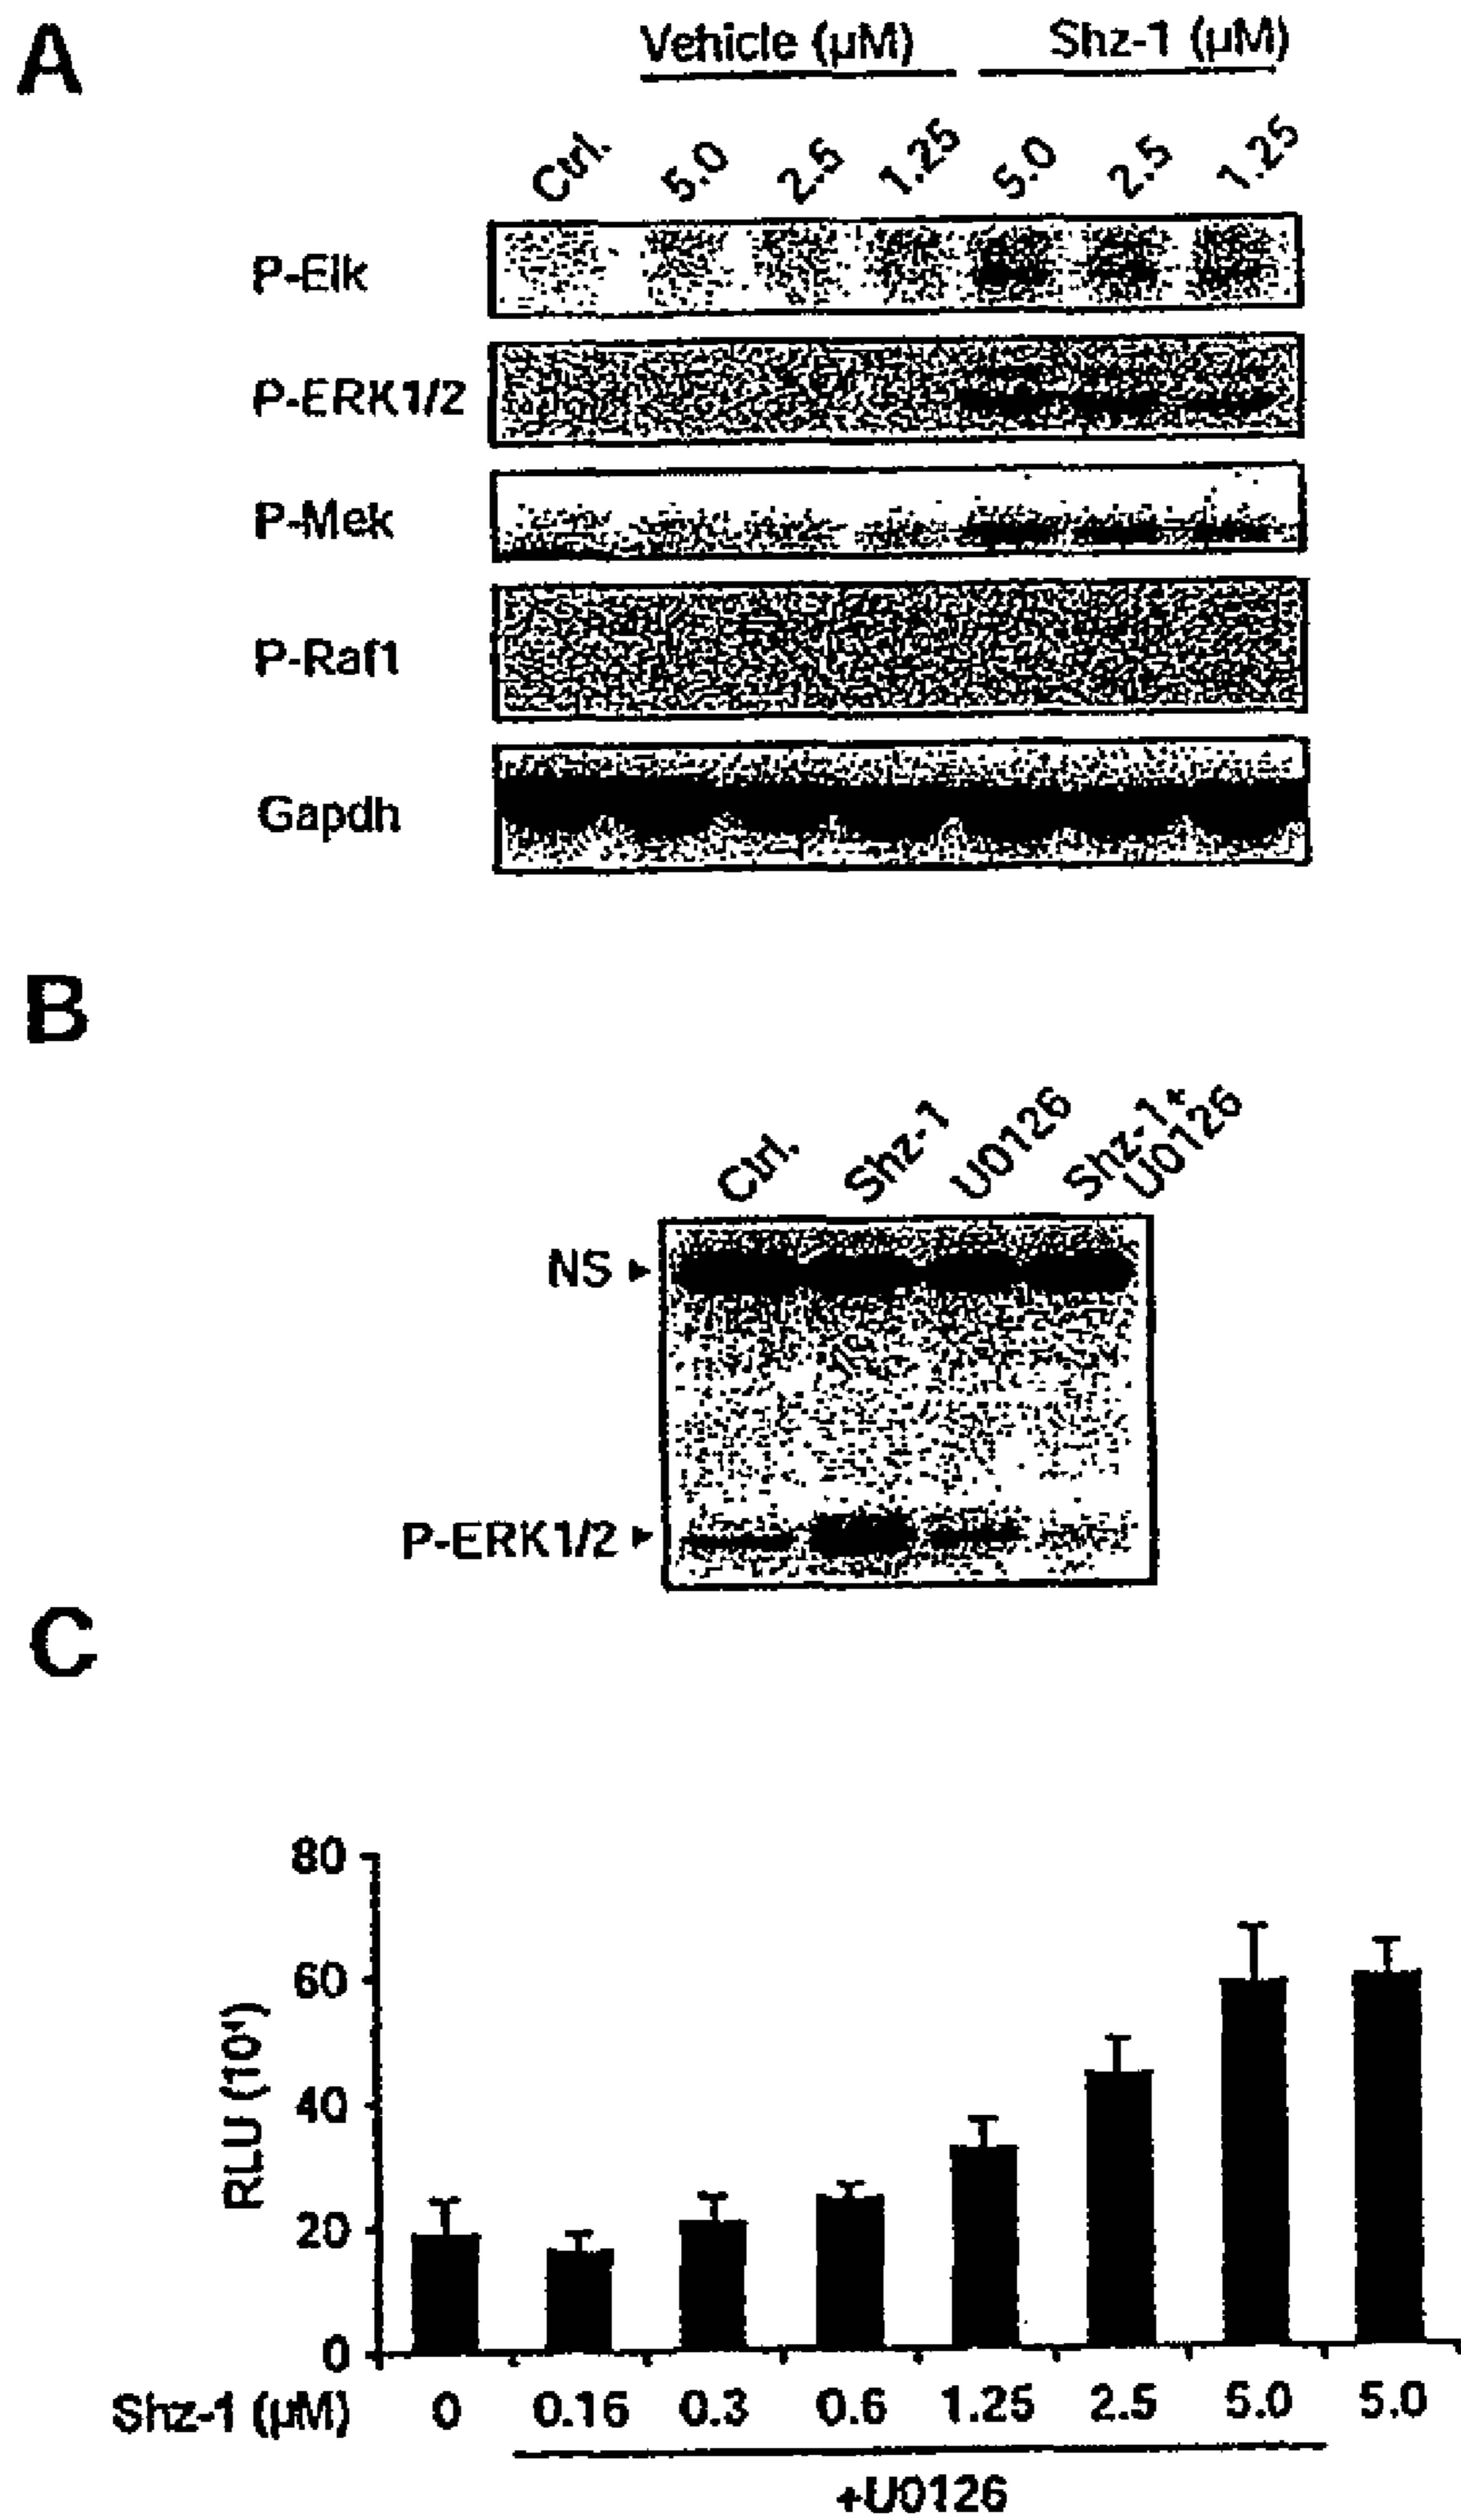 A
Vehicle (µM) Shz-1 (µM)
Ctrl. 5.0 2.5 1.25 5.0 2.5 1.25
P-Elk
P-ERK1/2
P-Mek
P-Raf1
Gapdh
B
Ctrl. Shz-1 U0126 Shz-1+
U0126
NS
P-ERK1/2
C
80
60
40
20
0
RLU
Shz-1 (µM) 0 0.16 0.3 0.6 1.25 2.5 5.0 5.0
+U0126